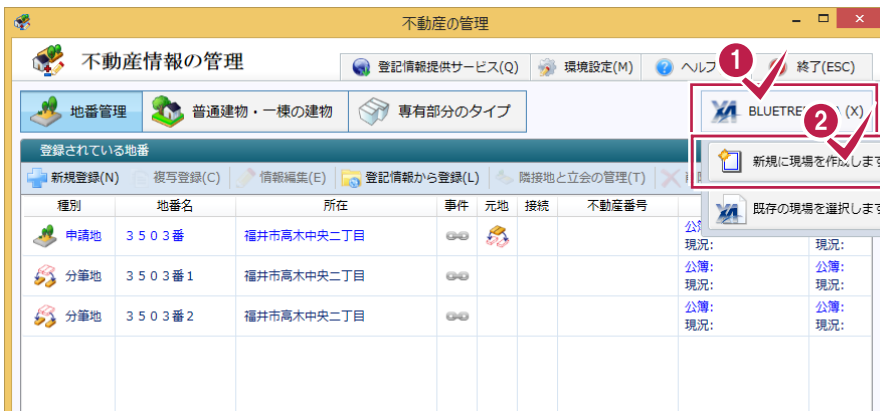 不動産の管理
不動産情報の管理
登記情報提供サービス(Q) 環境設定(M) ヘルプ 終了(ESC)
1
地番管理 普通建物・一棟の建物 専有部分のタイプ
BLUETRE (X)
2
登録されている地番
新規に現場を作成します
新規登録(N) 複写登録(C) 情報編集(E) 登記情報から登録(L) 隣接地と立会の管理(T)
既存の現場を選択します
種別 地番名 所在 事件 元地 接続 不動産番号
申請地 3503番 福井市高木中央二丁目
公簿:
現況: 現況:
分筆地 3503番1 福井市高木中央二丁目
公簿: 公簿:
現況: 現況:
分筆地 3503番2 福井市高木中央二丁目
公簿: 公簿:
現況: 現況: